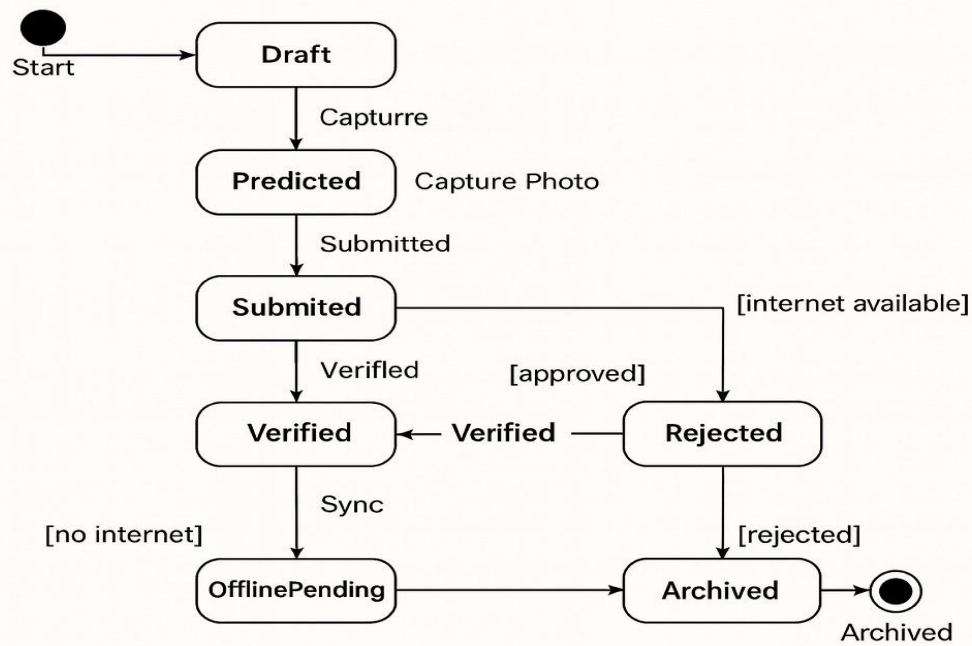 Start
Draft
Capturre
Predicted
Capture Photo
Submitted
Submited
[internet available]
Verifled
[approved]
Verified
Verified
Rejected
Sync
[no internet]
[rejected]
OfflinePending
Archived
Archived